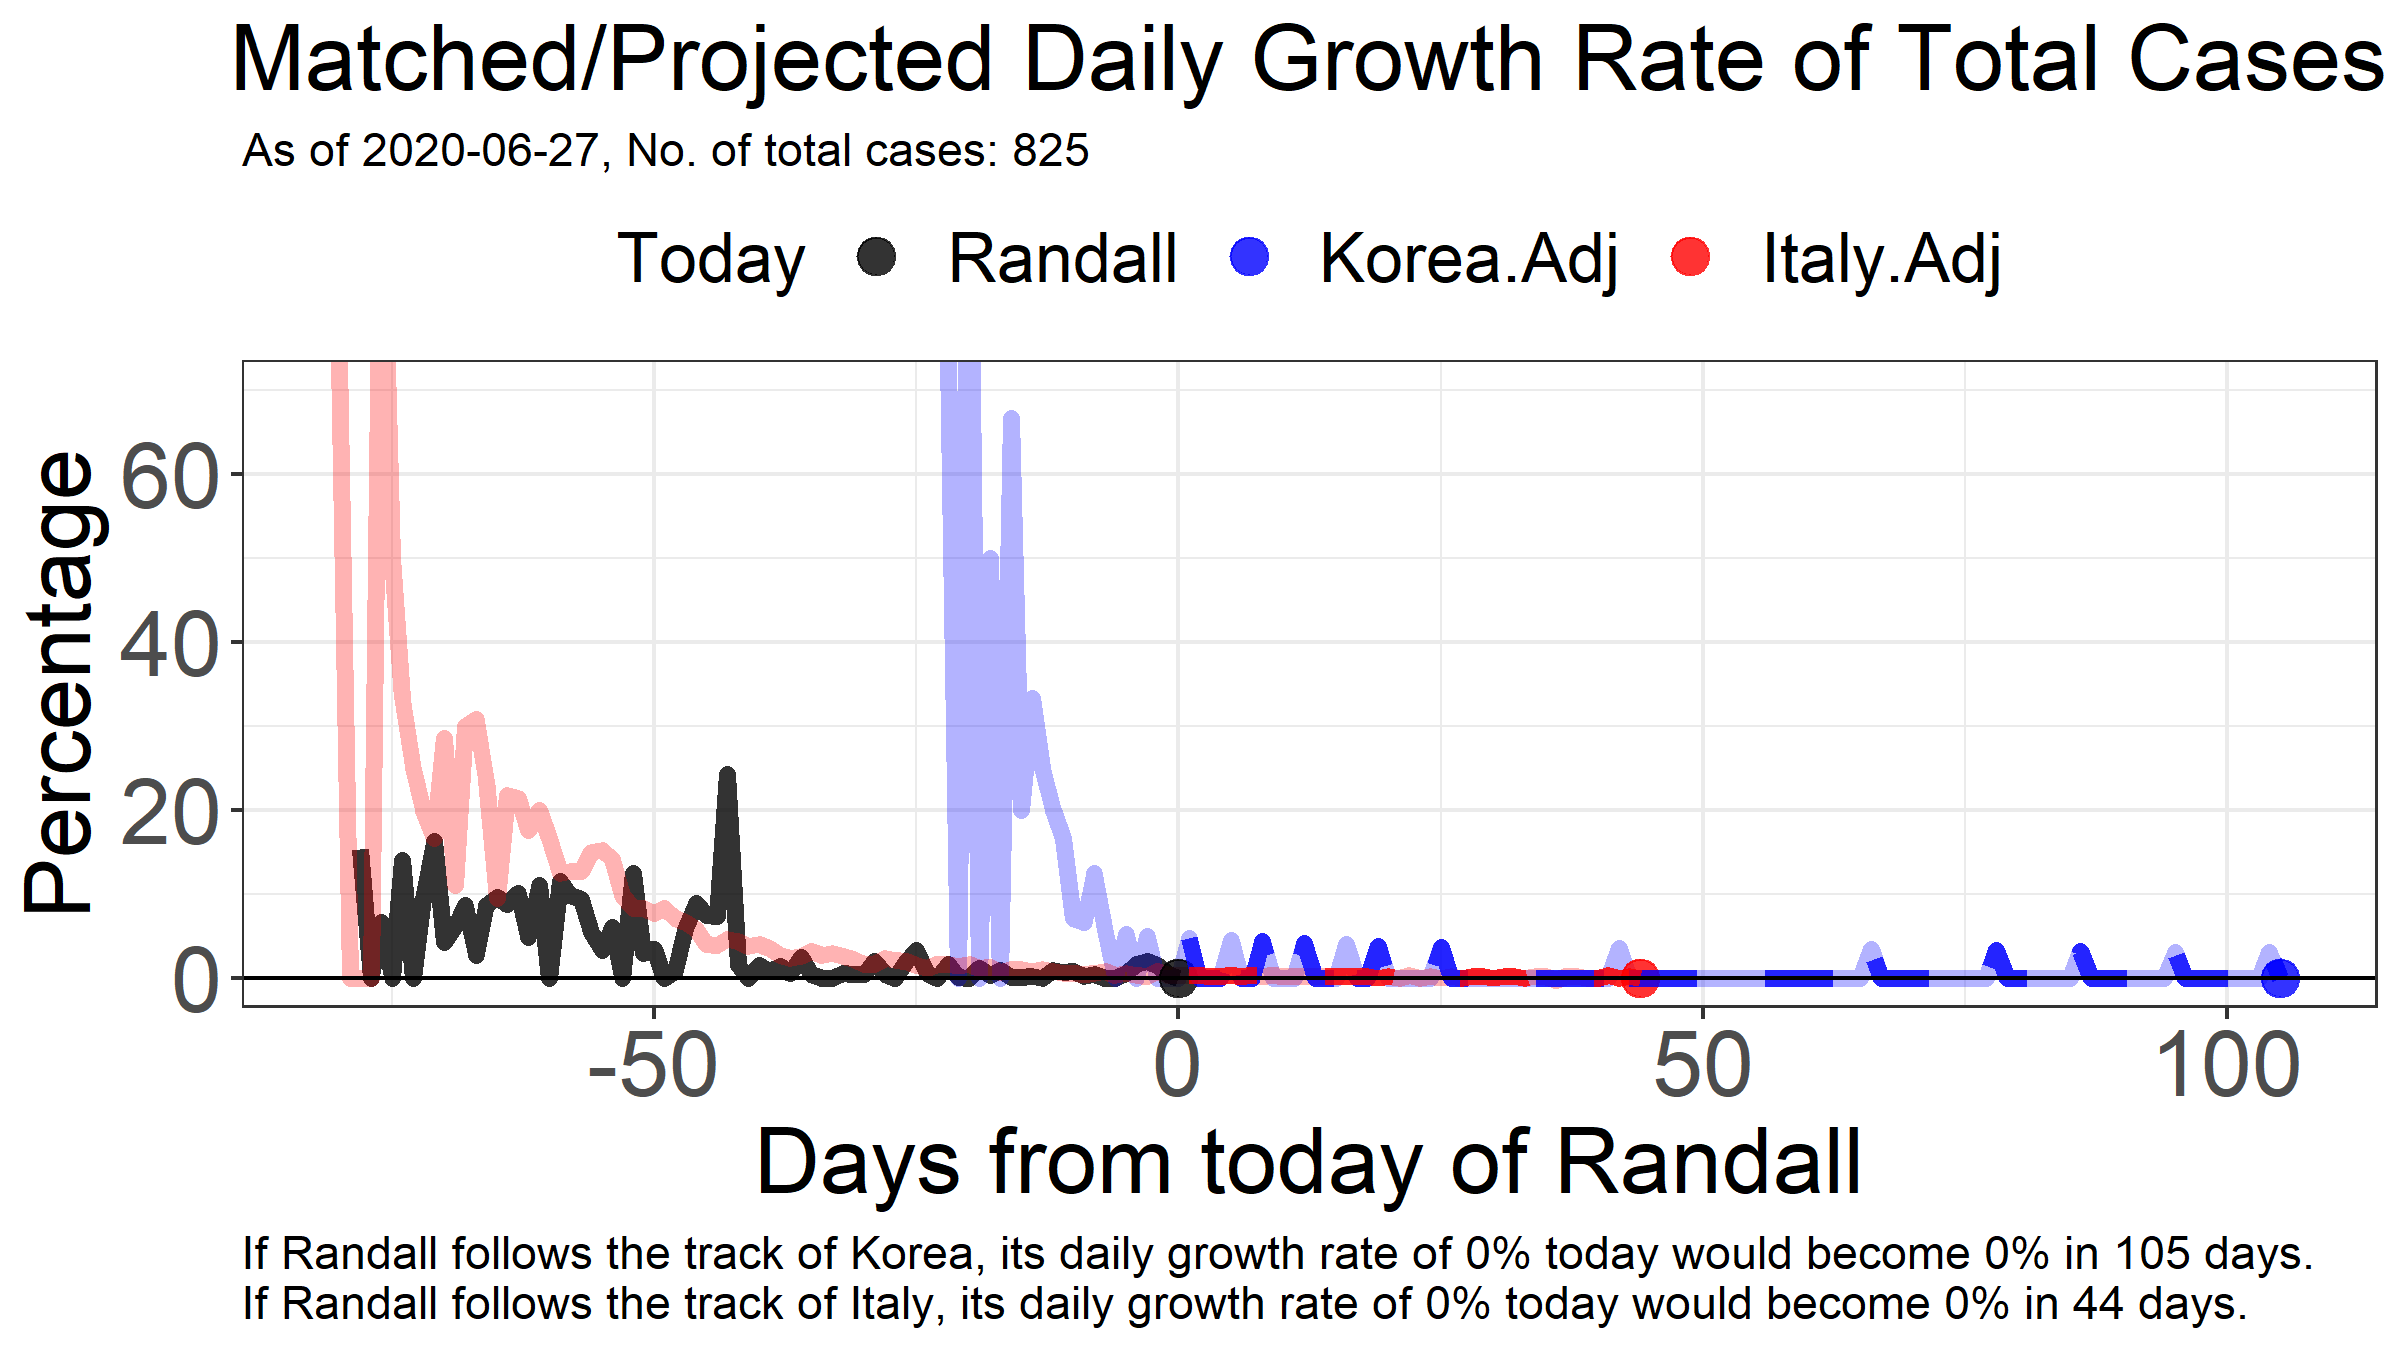 Matched/Projected Daily Growth Rate of Total Cases
As of 2020-06-27, No. of total cases: 825
Today Randall Korea.Adj Italy.Adj
Percentage
60
40
20
0
-50 0 50 100
Days from today of Randall
If Randall follows the track of Korea, its daily growth rate of 0% today would become 0% in 105 days.
If Randall follows the track of Italy, its daily growth rate of 0% today would become 0% in 44 days.